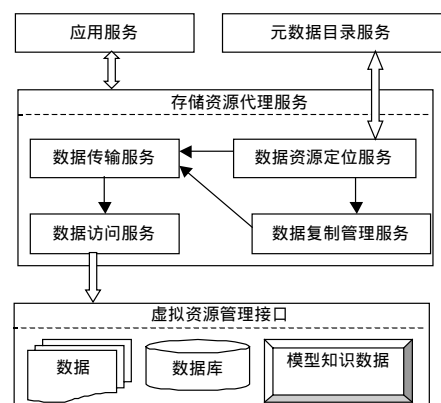 应用服务
元数据目录服务
存储资源代理服务
数据传输服务
数据资源定位服务
数据访问服务
数据复制管理服务
虚拟资源管理接口
数据
数据库
模型知识数据